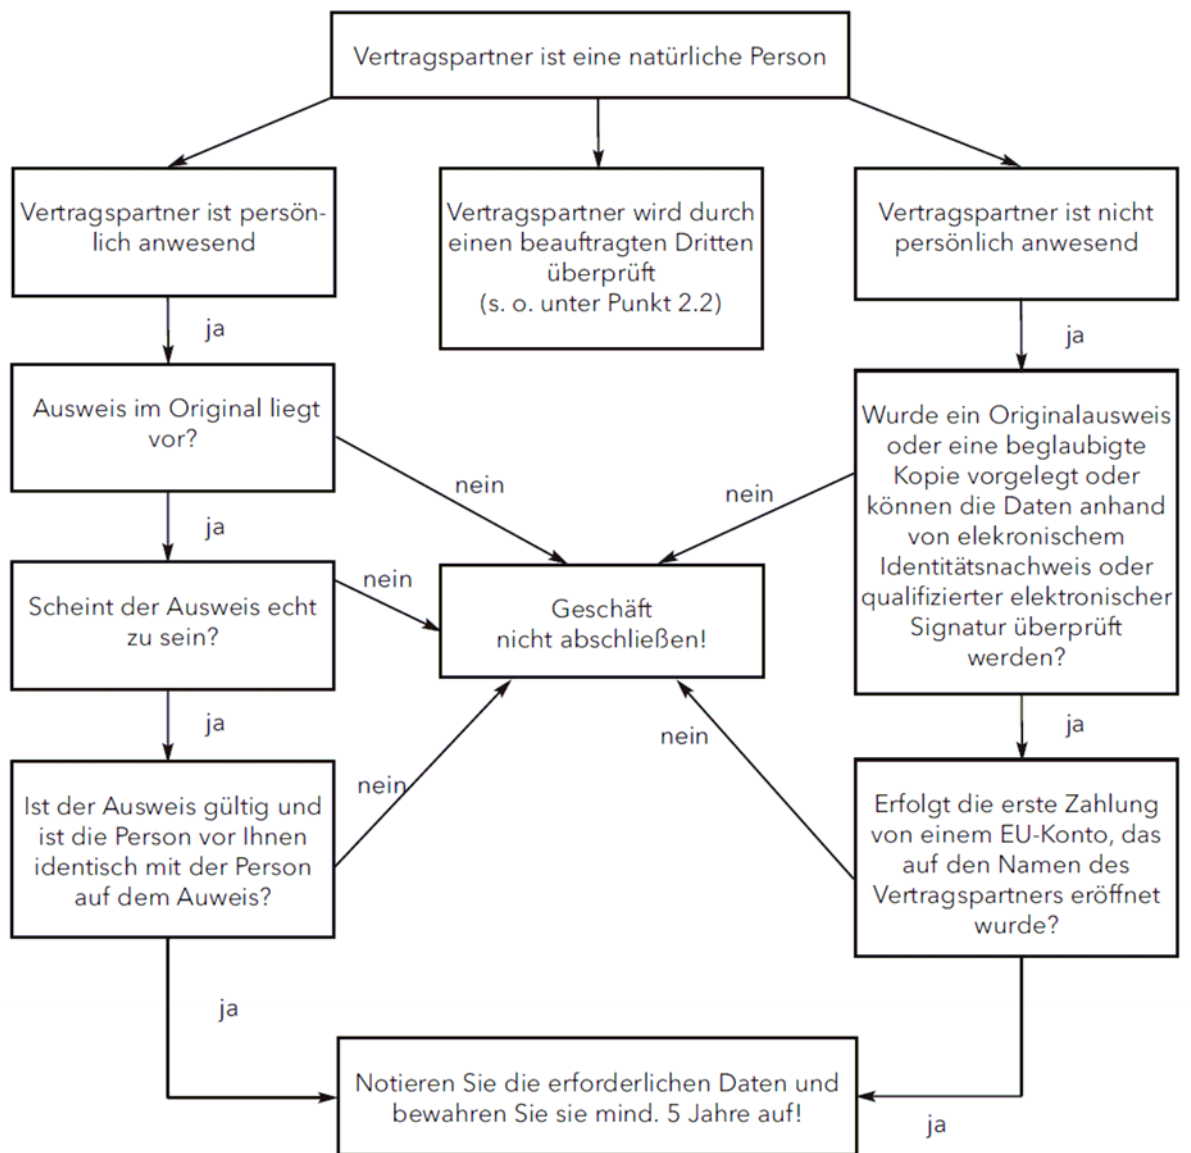 Vertragspartner ist eine natürliche Person
Vertragspartner ist persön-
lich anwesend
Vertragspartner wird durch
einen beauftragten Dritten
überprüft
(s. o. unter Punkt 2.2)
Vertragspartner ist nicht
persönlich anwesend
ja
ja
Ausweis im Original liegt
vor?
Wurde ein Originalausweis
oder eine beglaubigte
Kopie vorgelegt oder
können die Daten anhand
von elekronischem
Identitätsnachweis oder
qualifizierter elektronischer
Signatur überprüft
werden?
nein
nein
ja
Scheint der Ausweis echt
zu sein?
nein
Geschäft
nicht abschließen!
ja
ja
nein
nein
Ist der Ausweis gültig und
ist die Person vor Ihnen
identisch mit der Person
auf dem Auweis?
Erfolgt die erste Zahlung
von einem EU-Konto, das
auf den Namen des
Vertragspartners eröffnet
wurde?
ja
Notieren Sie die erforderlichen Daten und
bewahren Sie sie mind. 5 Jahre auf!
ja